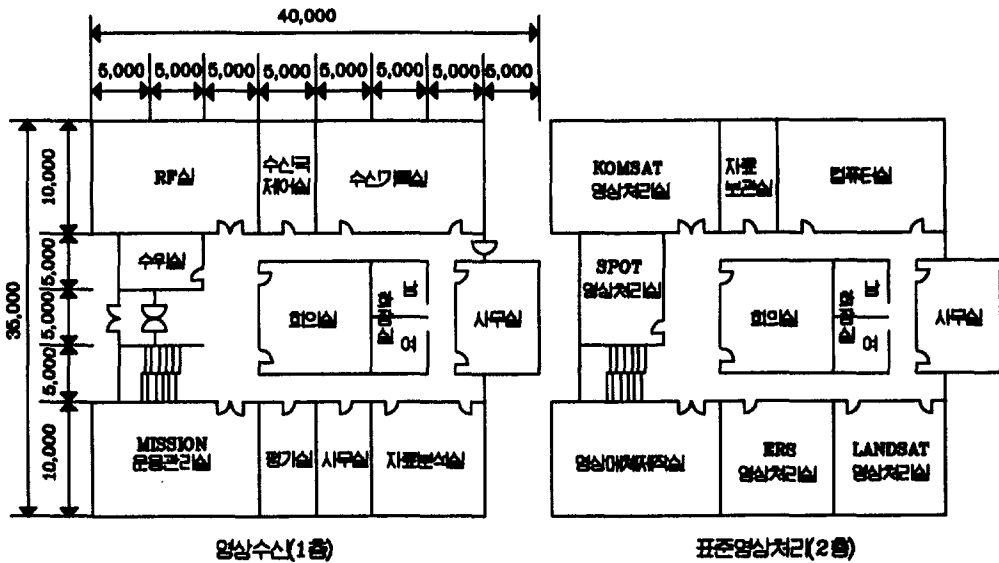 40,000
5,000 5,000 5,000 5,000 5,000 5,000 5,000 5,000
35,000
10,000
5,000
5,000
5,000
10,000
RF실
수신국
제어실
수신기록실
수위실
회의실
화장실
남
여
사무실
MISSION
운용관리실
평가실
사무실
자료분석실
영상수신(1층)
KOMSAT
영상처리실
자료
보관실
컴퓨터실
SPOT
영상처리실
회의실
화장실
남
여
사무실
영상매체제작실
ERS
영상처리실
LANDSAT
영상처리실
표준영상처리(2층)